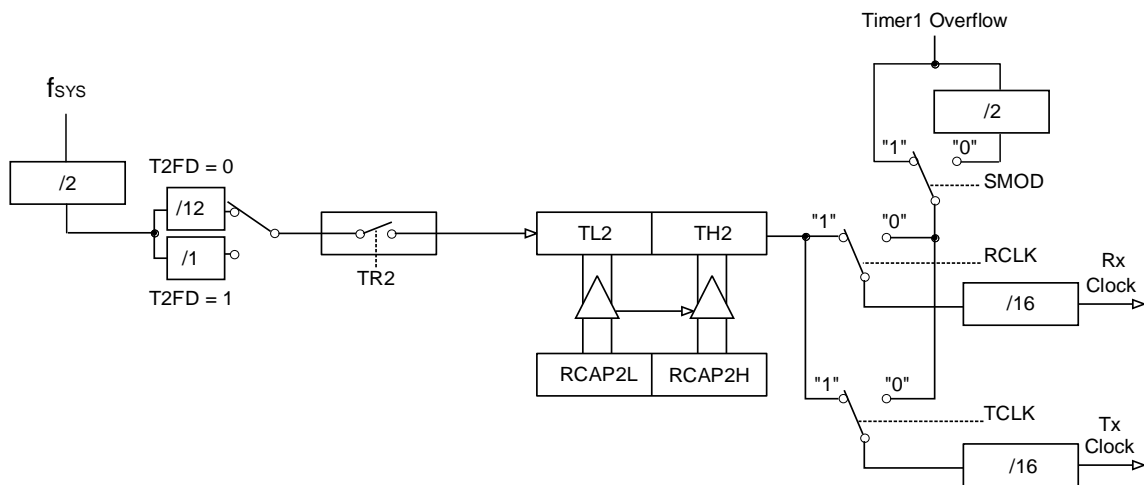 Timer1 Overflow
fSYS
/2
"1"
"0"
SMOD
T2FD = 0
/2
/12
/1
T2FD = 1
TR2
TL2
TH2
"1"
"0"
RCLK
Rx
Clock
/16
RCAP2L
RCAP2H
"1"
"0"
TCLK
Tx
Clock
/16